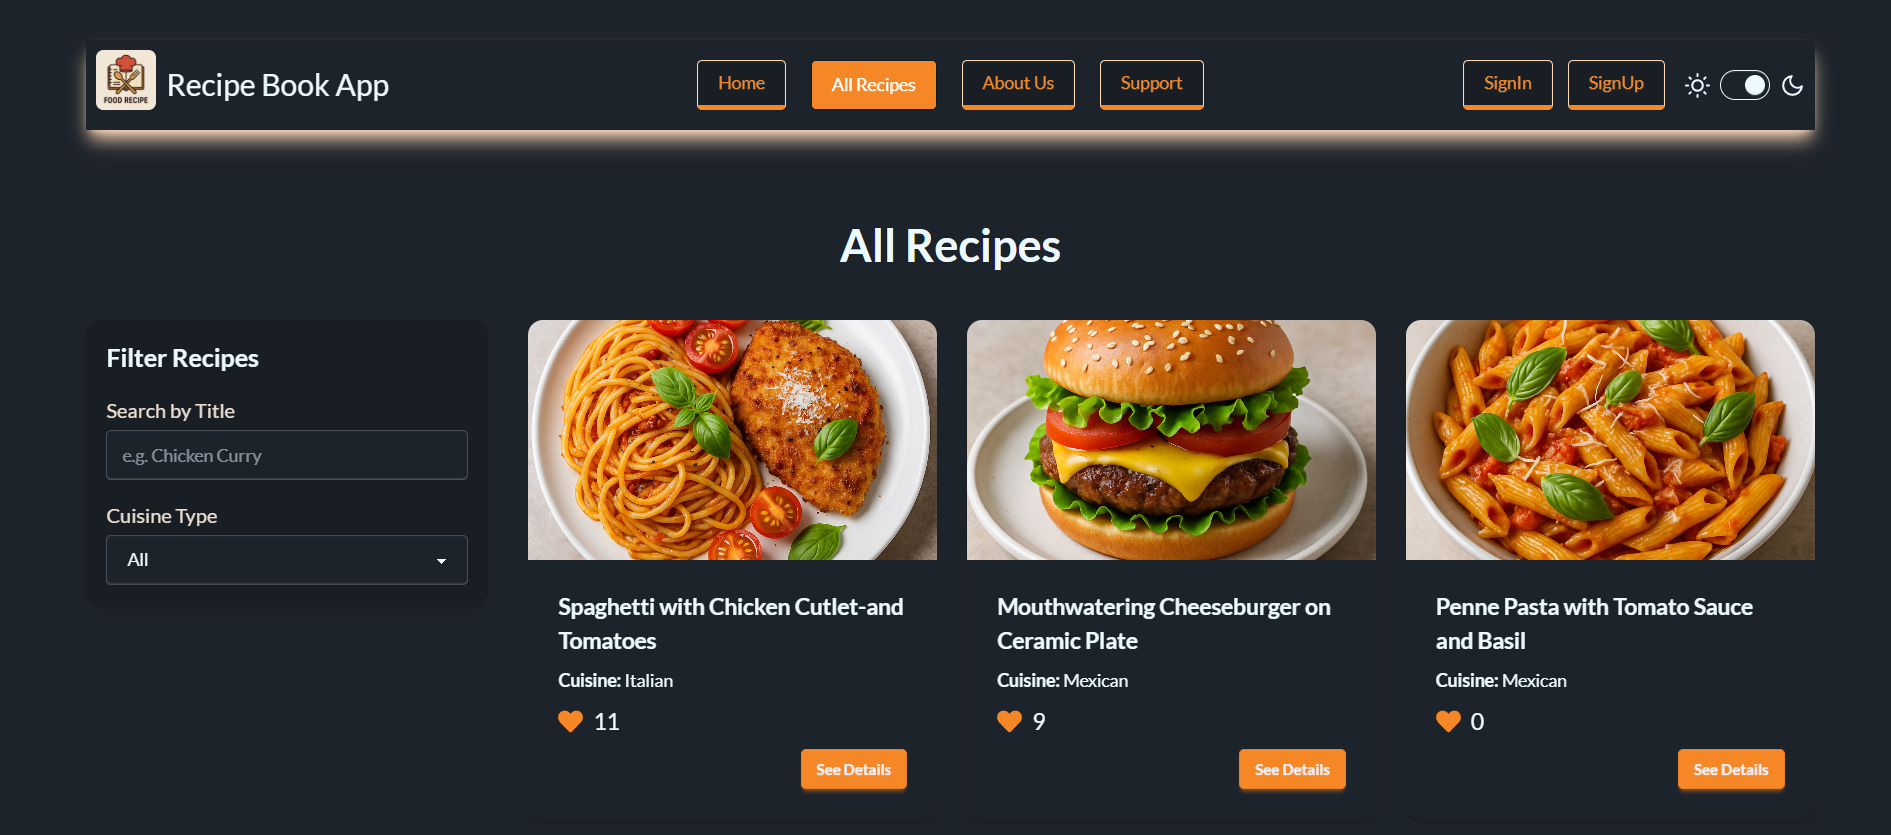 FOOD RECIPE
Recipe Book App
Home
All Recipes
About Us
Support
SignIn
SignUp
All Recipes
Filter Recipes
Search by Title
e.g. Chicken Curry
Cuisine Type
All
Spaghetti with Chicken Cutlet-and
Tomatoes
Cuisine: Italian
11
See Details
Mouthwatering Cheeseburger on
Ceramic Plate
Cuisine: Mexican
9
See Details
Penne Pasta with Tomato Sauce
and Basil
Cuisine: Mexican
0
See Details